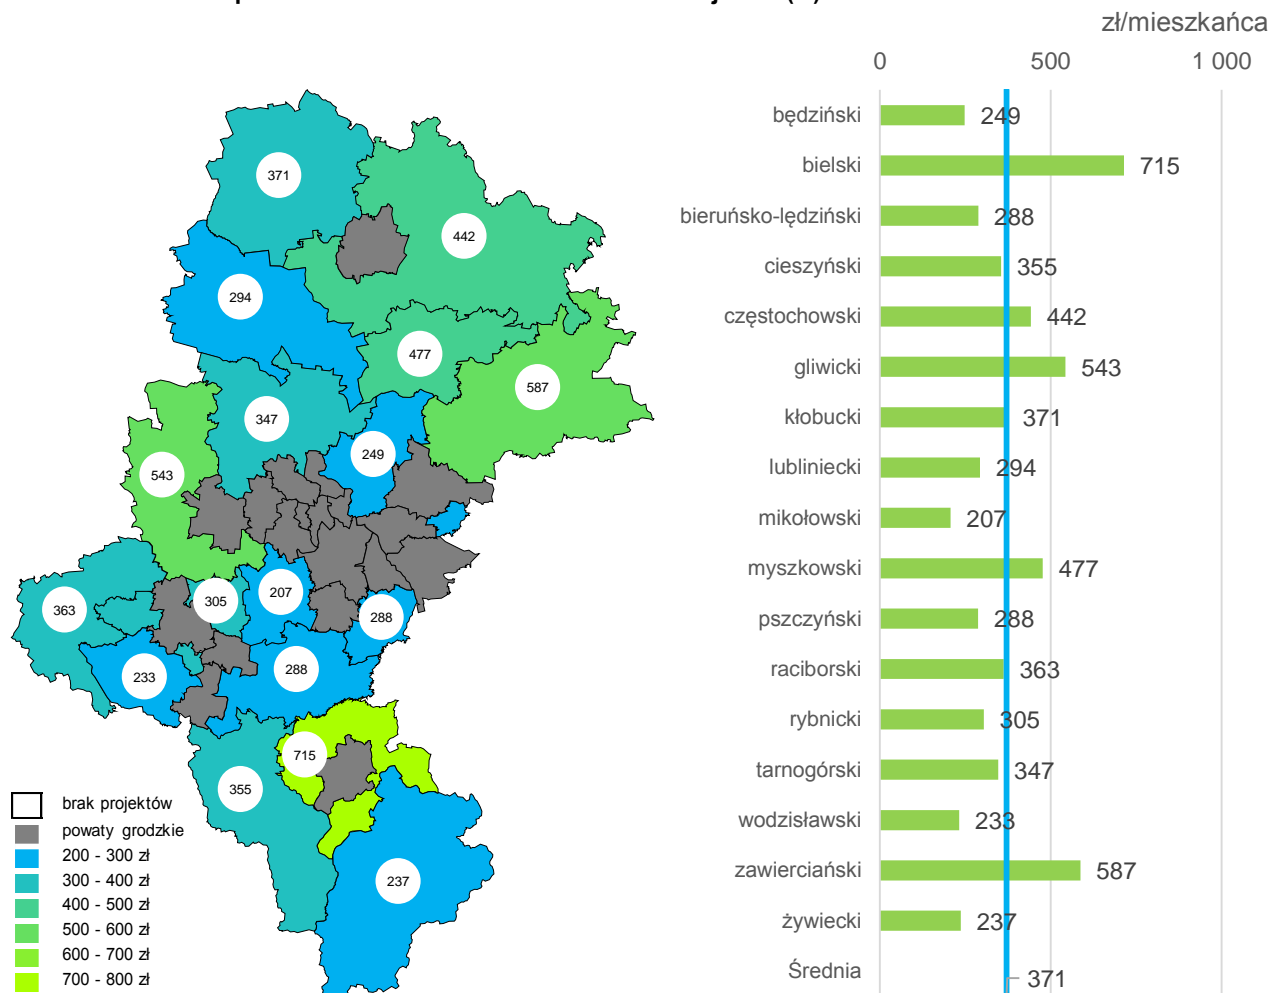 zł/mieszkańca
0 500 1 000
będziński 249
bielski 715
bieruńsko-lędziński 288
cieszyński 355
częstochowski 442
gliwicki 543
kłobucki 371
lubliniecki 294
mikołowski 207
myszkowski 477
pszczyński 288
raciborski 363
rybnicki 305
tarnogórski 347
wodzisławski 233
zawierciański 587
żywiecki 237
Średnia 371
371
442
294
477
587
347
249
543
363
305
207
288
233
288
715
355
237
brak projektów
powaty grodzkie
200 - 300 zł
300 - 400 zł
400 - 500 zł
500 - 600 zł
600 - 700 zł
700 - 800 zł